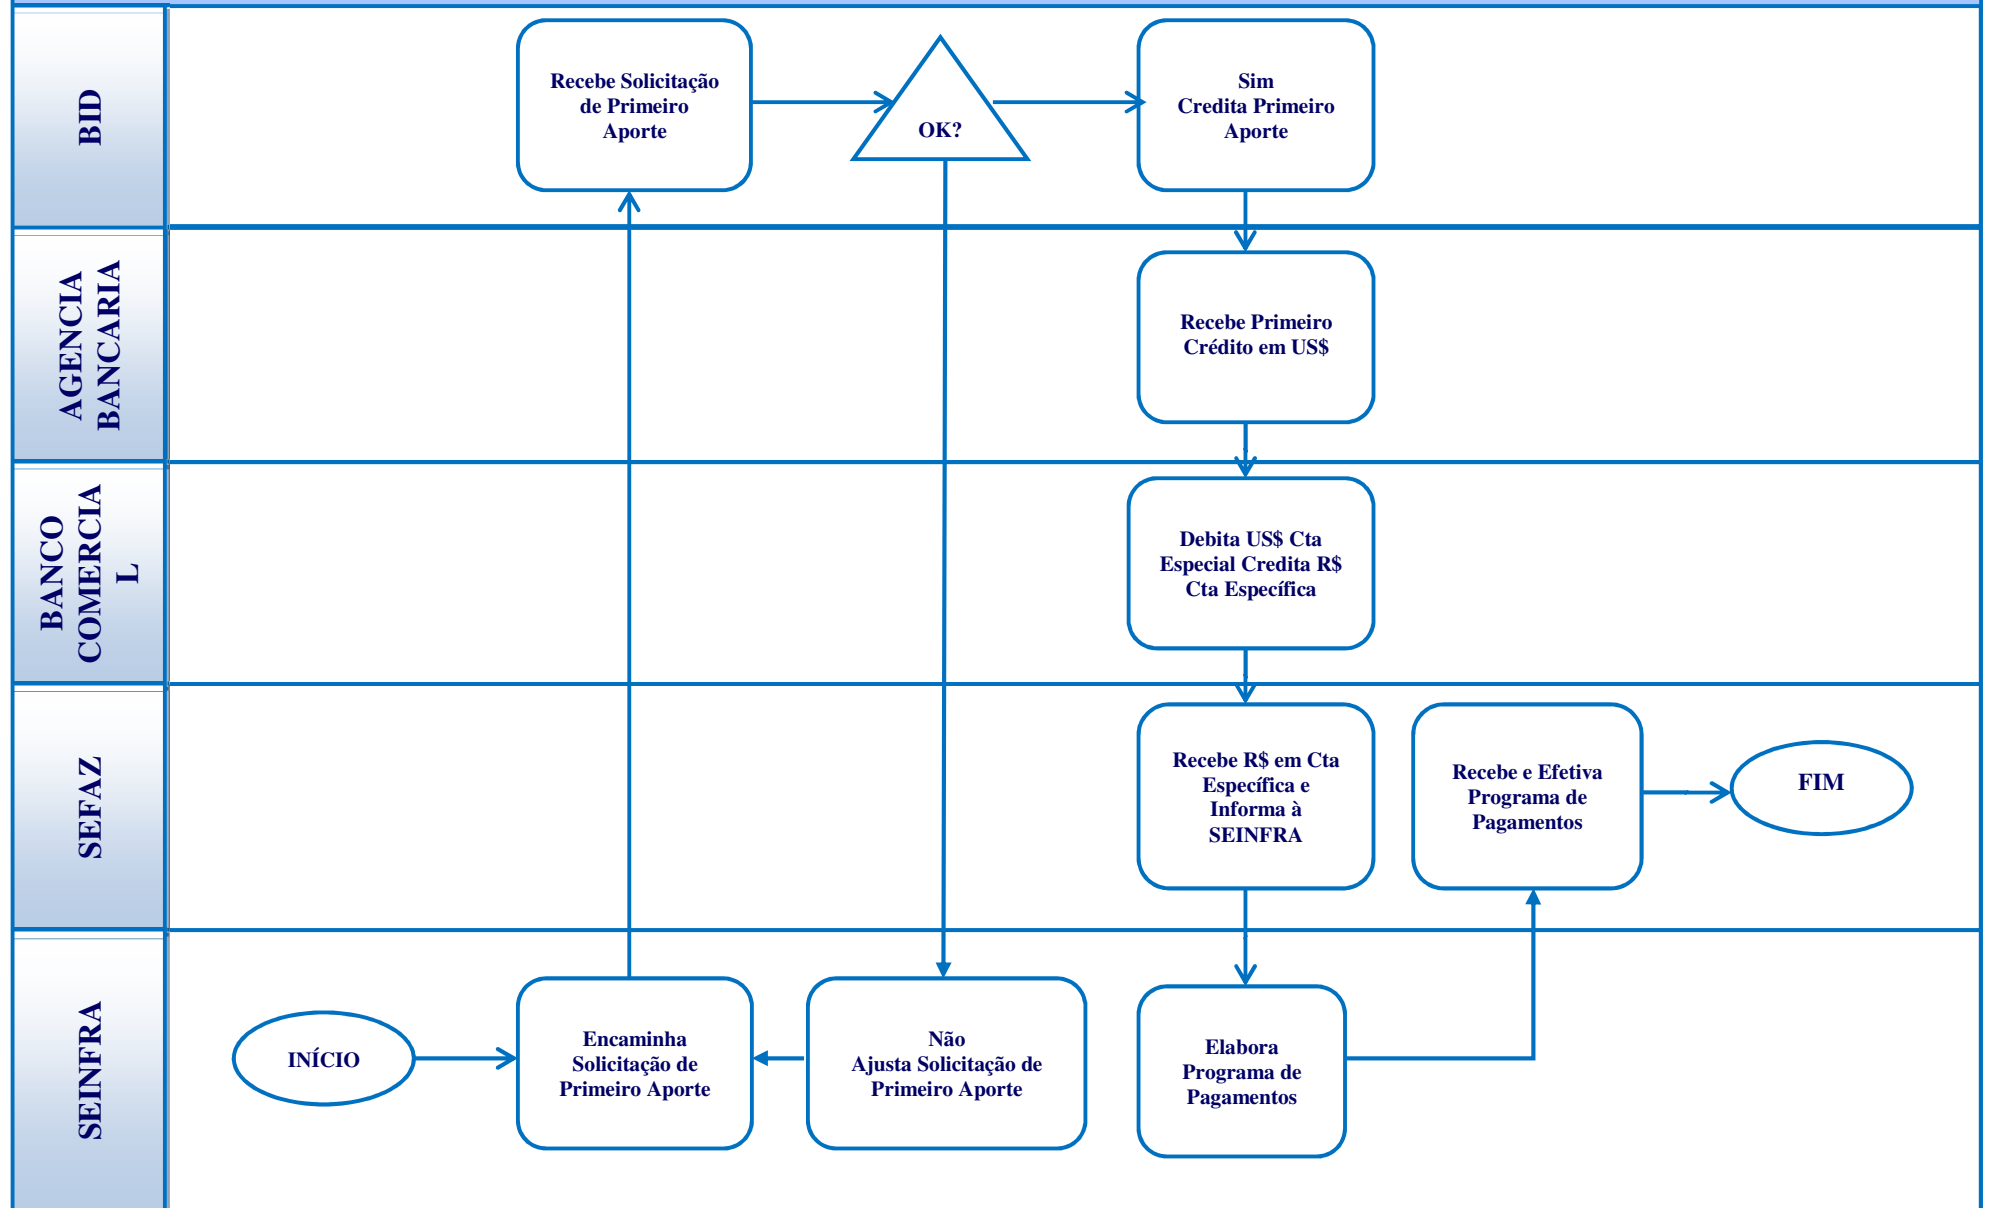 BID
Recebe Solicitação
de Primeiro
Aporte
OK?
Sim
Credita Primeiro
Aporte
AGENCIA
BANCARIA
Recebe Primeiro
Crédito em US$
BANCO
COMERCIA
L
Debita US$ Cta
Especial Credita R$
Cta Específica
SEFAZ
Recebe R$ em Cta
Específica e
Informa à
SEINFRA
Recebe e Efetiva
Programa de
Pagamentos
FIM
SEINFRA
INÍCIO
Encaminha
Solicitação de
Primeiro Aporte
Não
Ajusta Solicitação de
Primeiro Aporte
Elabora
Programa de
Pagamentos